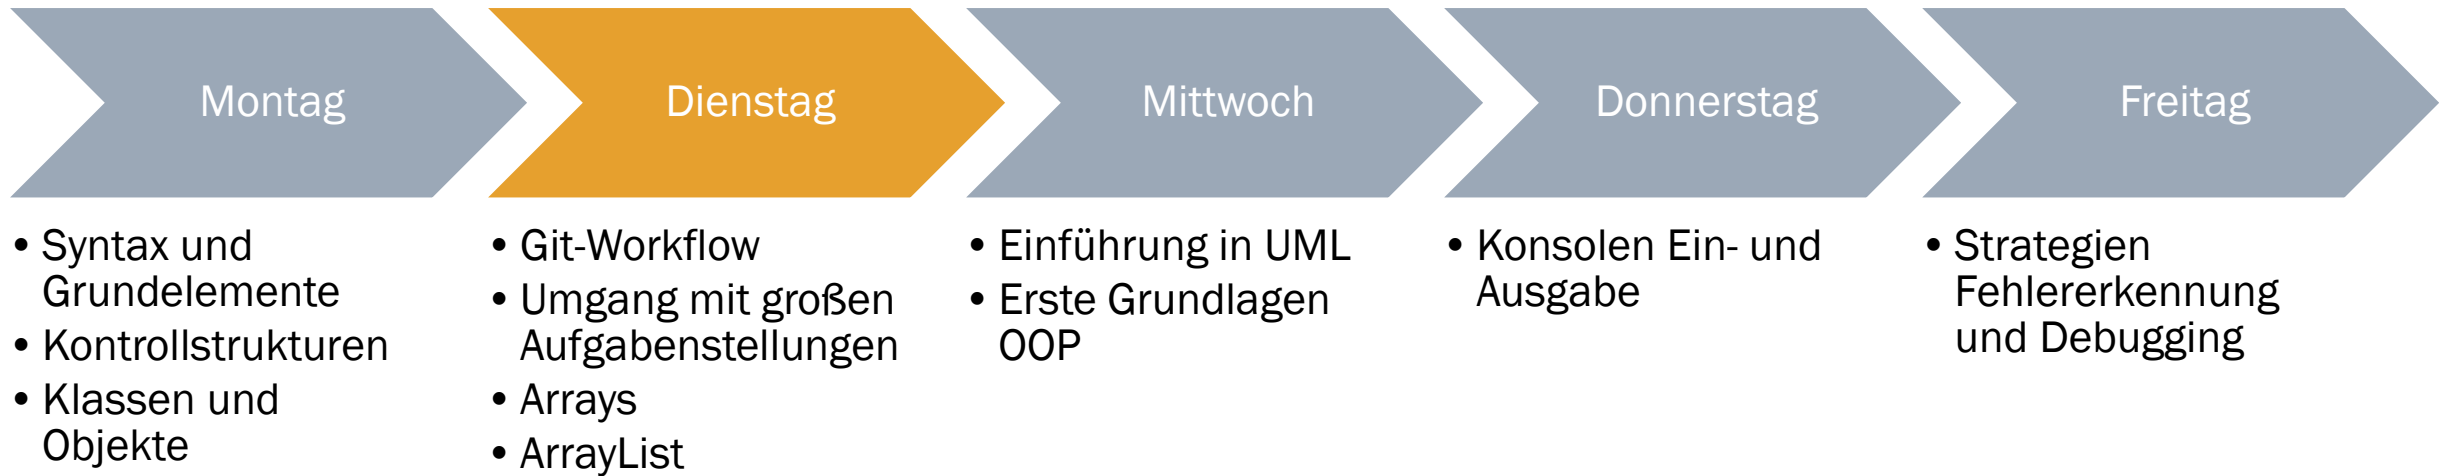 Montag
Dienstag
Mittwoch
Donnerstag
Freitag
• Syntax und
Grundelemente
• Kontrollstrukturen
• Klassen und
Objekte
• Git-Workflow
• Umgang mit großen
Aufgabenstellungen
• Arrays
• ArrayList
• Einführung in UML
• Erste Grundlagen
OOP
• Konsolen Ein- und
Ausgabe
• Strategien
Fehlererkennung
und Debugging